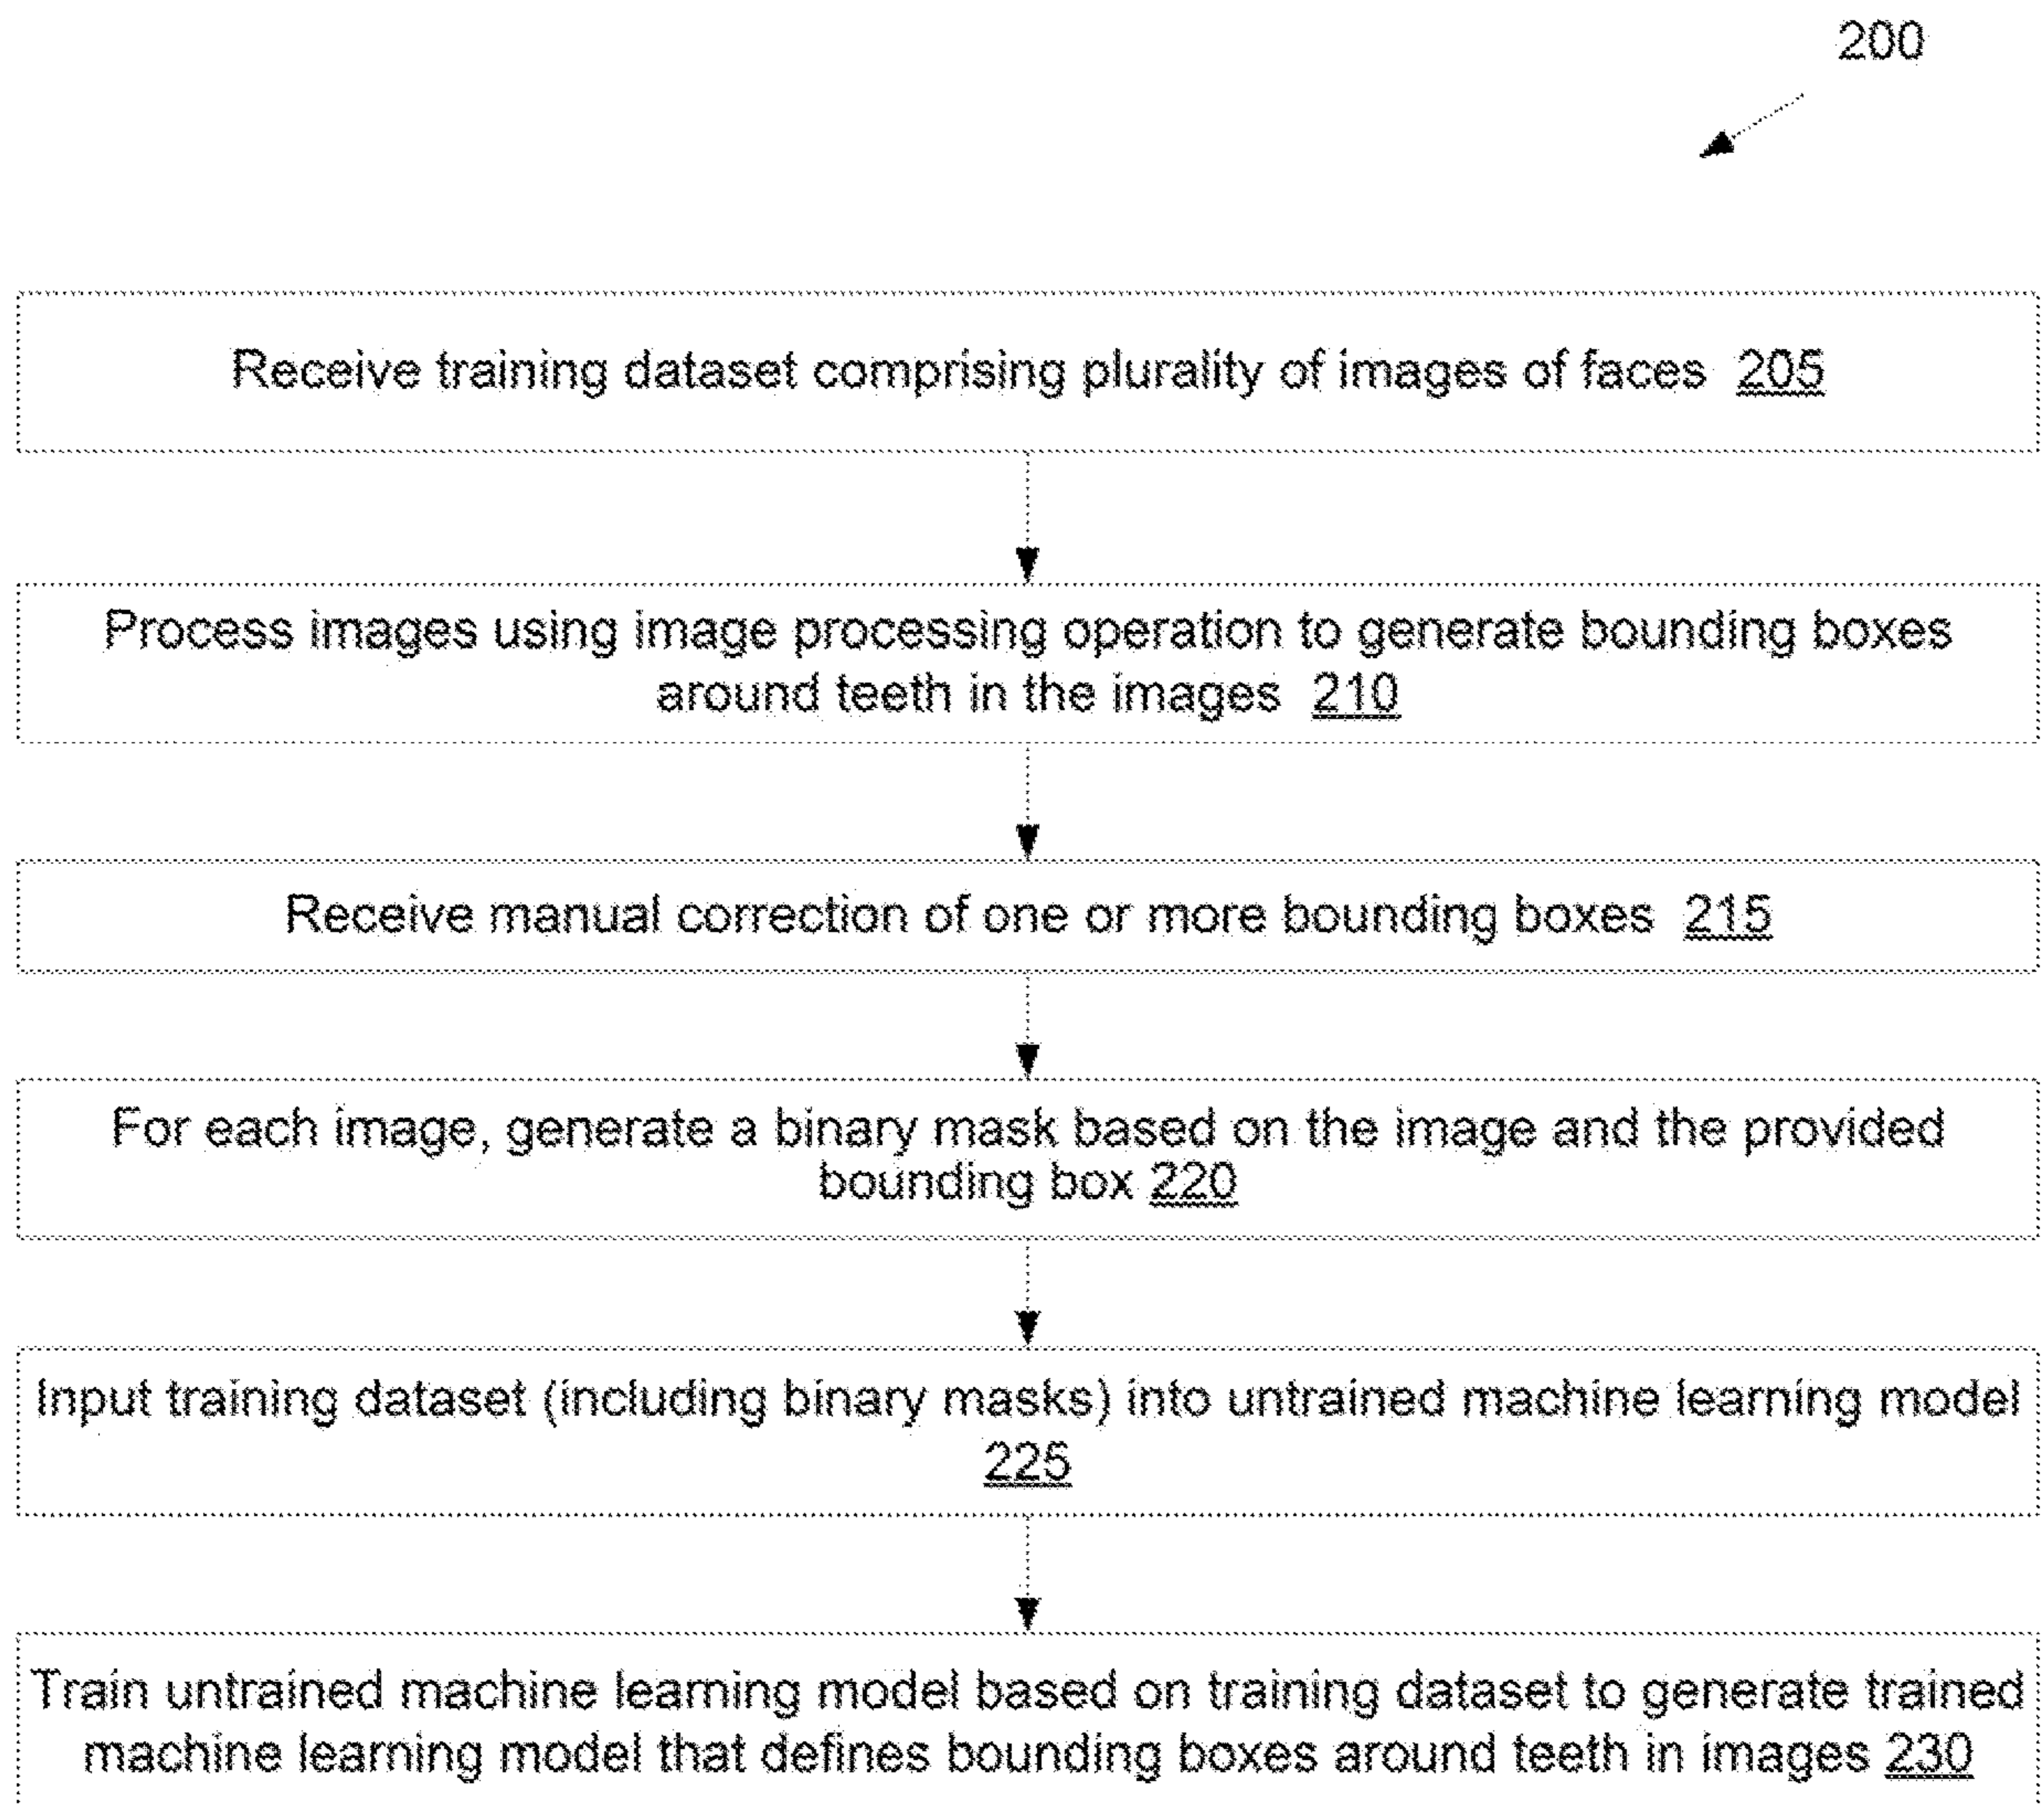 200
Receive training dataset comprising plurality of images of faces 205
Process images using image processing operation to generate bounding boxes
around teeth in the images 210
Receive manual correction of one or more bounding boxes 215
For each image, generate a binary mask based on the image and the provided
bounding box 220
Input training dataset (including binary masks) into untrained machine learning model
225
Train untrained machine learning model based on training dataset to generate trained
machine learning model that defines bounding boxes around teeth in images 230